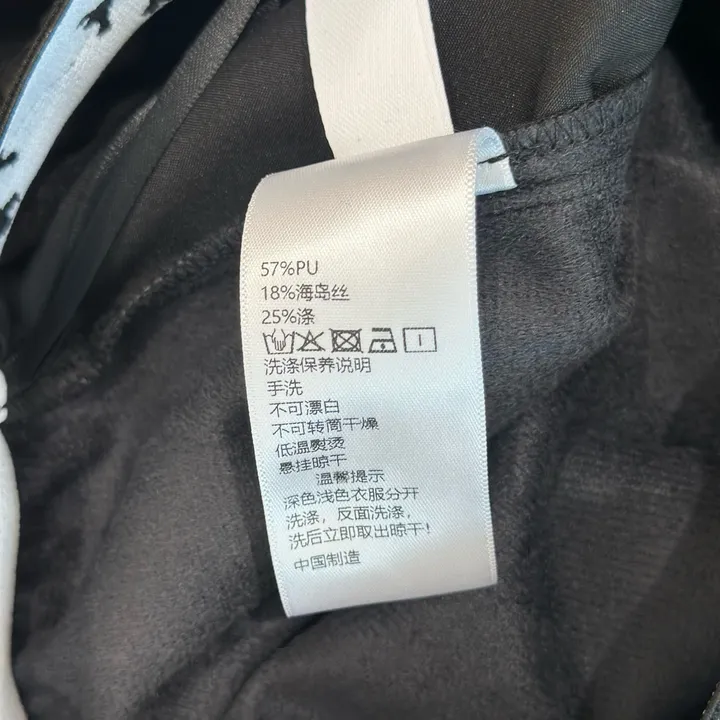 57%PU
18%海岛丝
25%涤
洗涤保养说明
手洗
不可漂白
不可转筒干燥
低温熨烫
悬挂晾干
温馨提示
深色浅色衣服分开
洗涤，反面洗涤，
洗后立即取出晾干！
中国制造